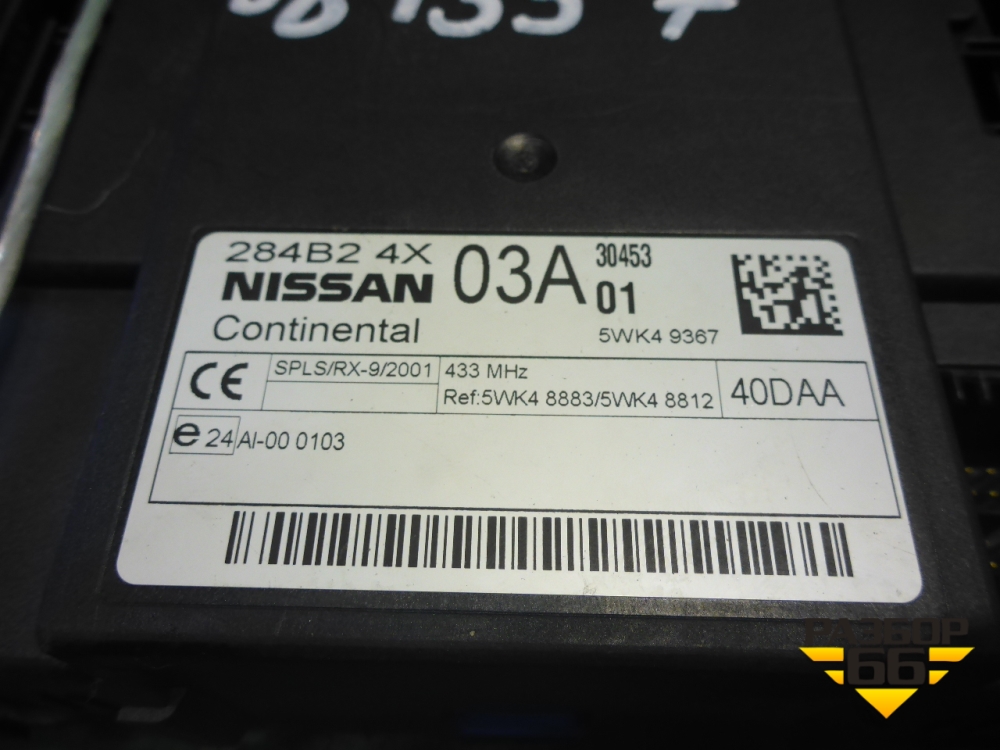 133 T
284B2 4X 03A 30453
NISSAN 01
Continental 5WK4 9367
CE SPLS/RX-9/2001 433 MHz
Ref:5WK4 8883/5WK4 8812 40DAA
e 24 AI-00 0103
РАЗБОР
66